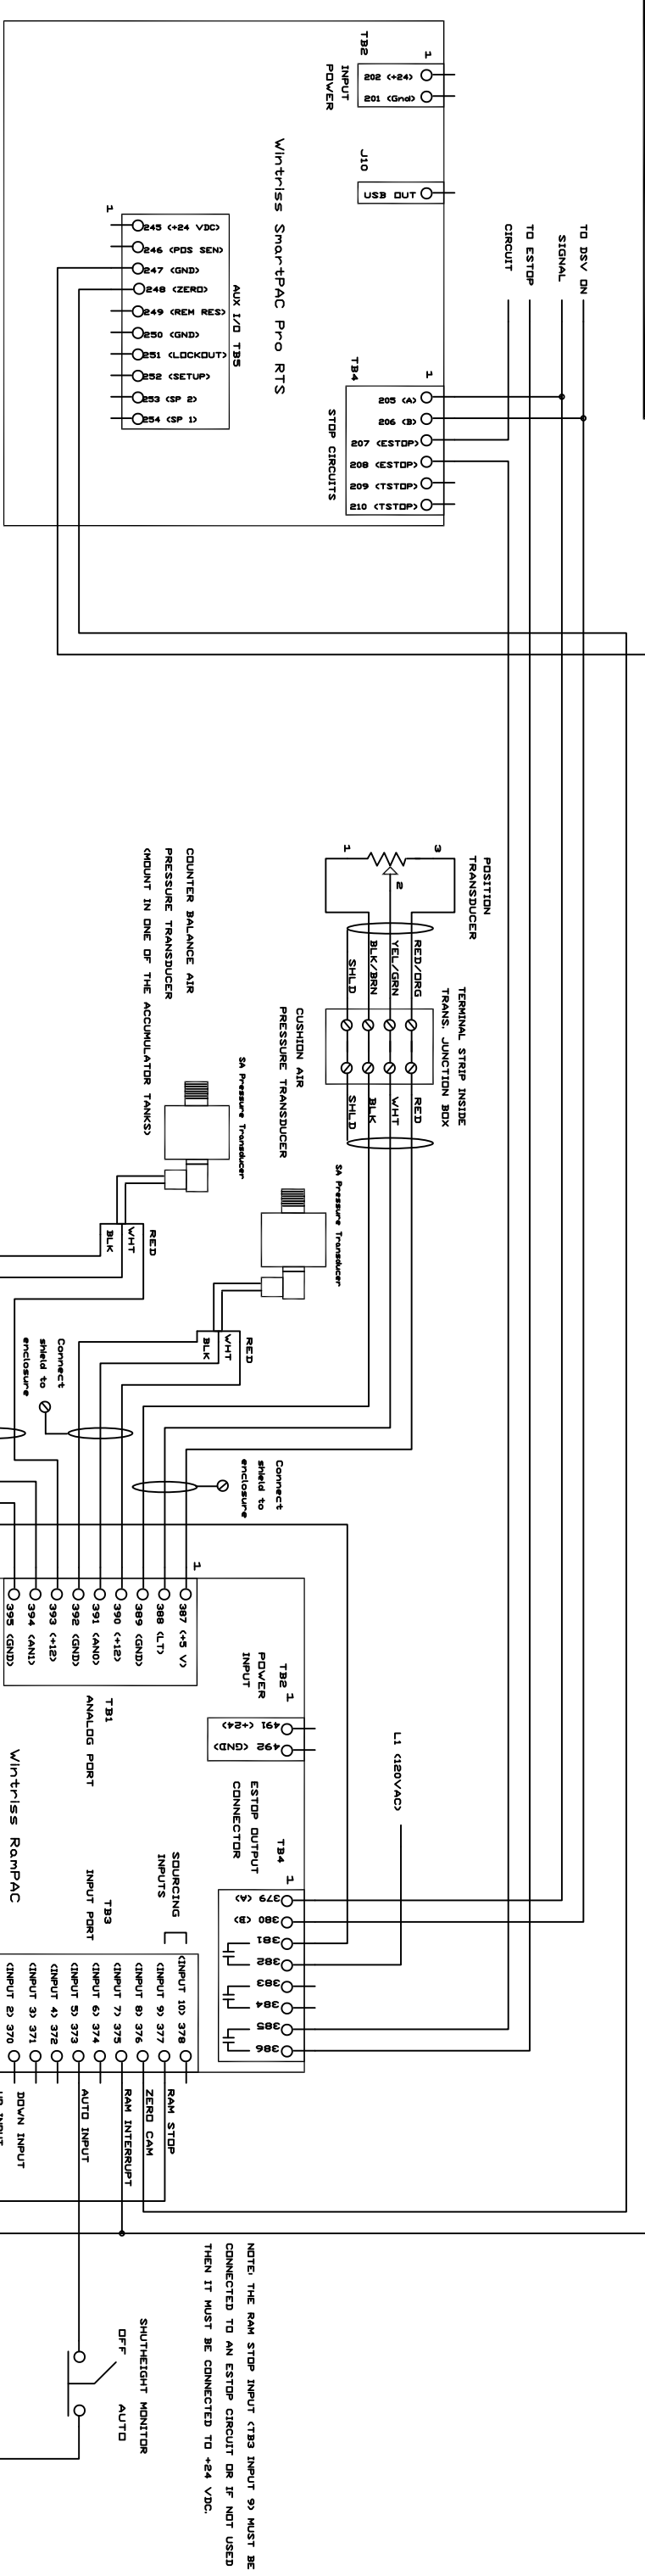 TB2
1
202 (+24)
201 (Gnd)
INPUT
POWER
J10
USB OUT
Wintriss SmartPAC Pro RTS
1
245 (+24 VDC)
246 (POS SEN)
247 (GND)
248 (ZERO)
249 (REM RES)
250 (GND)
251 (LOCKOUT)
252 (SETUP)
253 (SP 2)
254 (SP 1)
AUX I/O TB5
TB4
1
205 (A)
206 (B)
207 (ESTOP)
208 (ESTOP)
209 (TSTOP)
210 (TSTOP)
STOP CIRCUITS
TO DSV ON
SIGNAL
TO ESTOP
CIRCUIT
POSITION
TRANSDUCER
1
3
2
RED/ORG
YEL/GRN
BLK/BRN
SHLD
TERMINAL STRIP INSIDE
TRANS. JUNCTION BOX
RED
WHT
BLK
SHLD
COUNTER BALANCE AIR
PRESSURE TRANSDUCER
(MOUNT IN ONE OF THE ACCUMULATOR TANKS)
SA Pressure Transducer
RED
WHT
BLK
CUSHION AIR
PRESSURE TRANSDUCER
SA Pressure Transducer
RED
WHT
BLK
Connect
shield to
enclosure
Connect
shield to
enclosure
1
387 (+5 V)
388 (LT)
389 (GND)
390 (+12)
391 (AN0)
392 (GND)
393 (+12)
394 (AN1)
395 (GND)
TB1
ANALOG PORT
TB2
1
POWER
INPUT
491 (+24)
492 (GND)
L1 (120VAC)
TB4
1
ESTOP OUTPUT
CONNECTOR
379 (A)
380 (B)
381
382
383
384
385
386
Wintriss RamPAC
SOURCING
INPUTS
TB3
INPUT PORT
(INPUT 10) 378
(INPUT 9) 377
(INPUT 8) 376
(INPUT 7) 375
(INPUT 6) 374
(INPUT 5) 373
(INPUT 4) 372
(INPUT 3) 371
(INPUT 2) 370
RAM STOP
ZERO CAM
RAM INTERRUPT
AUTO INPUT
DOWN INPUT
NOTE: THE RAM STOP INPUT (TB3 INPUT 9) MUST BE
CONNECTED TO AN ESTOP CIRCUIT OR IF NOT USED
THEN IT MUST BE CONNECTED TO +24 VDC.
SHUTHEIGHT MONITOR
OFF AUTO